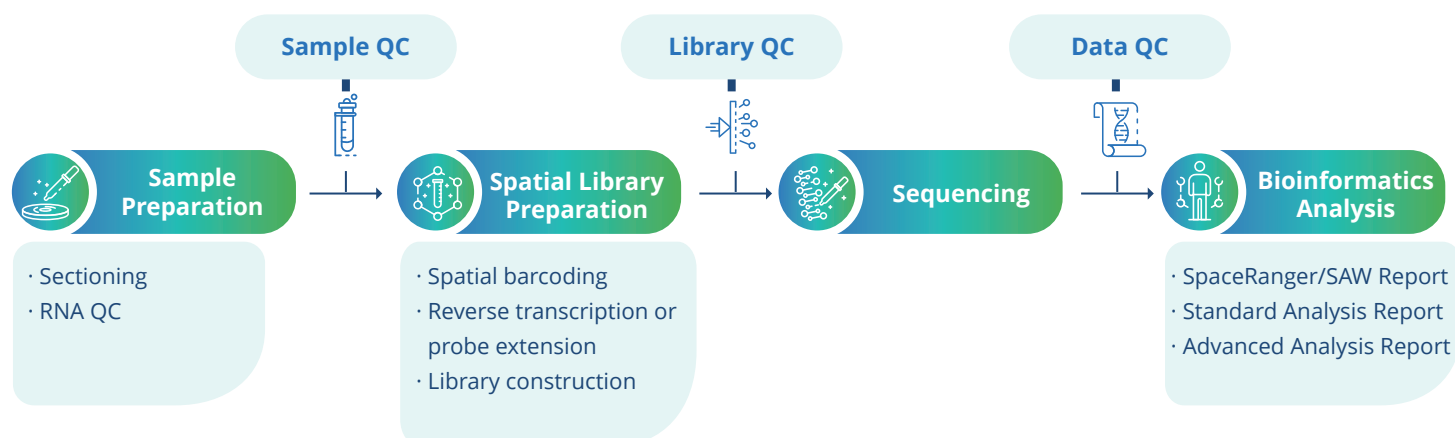 Sample QC
Library QC
Data QC
Sample
Preparation
Spatial Library
Preparation
Sequencing
Bioinformatics
Analysis
· Sectioning
· RNA QC
· Spatial barcoding
· Reverse transcription or
probe extension
· Library construction
· SpaceRanger/SAW Report
· Standard Analysis Report
· Advanced Analysis Report